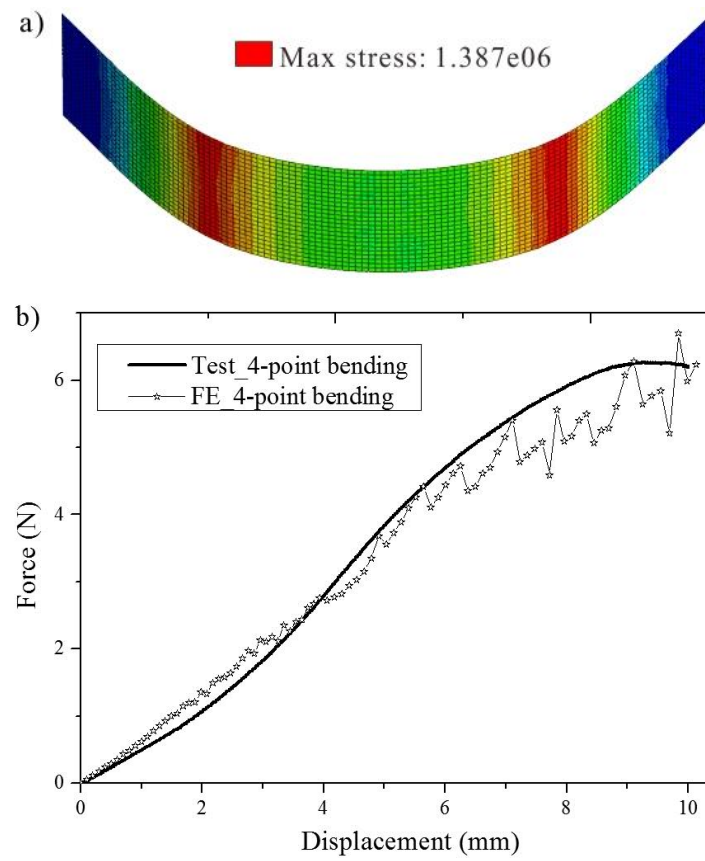 a)
Max stress: 1.387e06
b)
Test_4-point bending
FE_4-point bending
6
4
2
0
Force (N)
0 2 4 6 8 10
Displacement (mm)